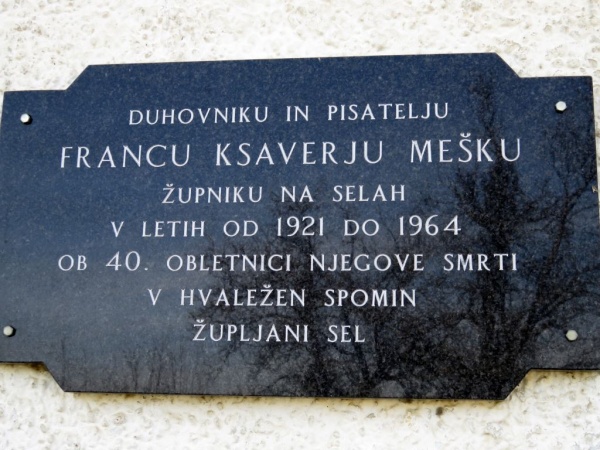 DUHOVNIKU IN PISATELJU
FRANCU KSAVERJU MEŠKU
ŽUPNIKU NA SELAH
V LETIH OD 1921 DO 1964
OB 40. OBLETNICI NJEGOVE SMRTI
V HVALEŽEN SPOMIN
ŽUPLJANI SEL